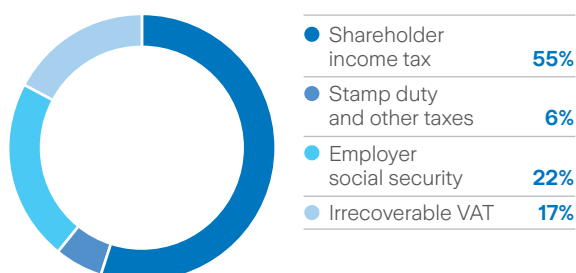 Shareholder
income tax 55%
Stamp duty
and other taxes 6%
Employer
social security 22%
Irrecoverable VAT 17%